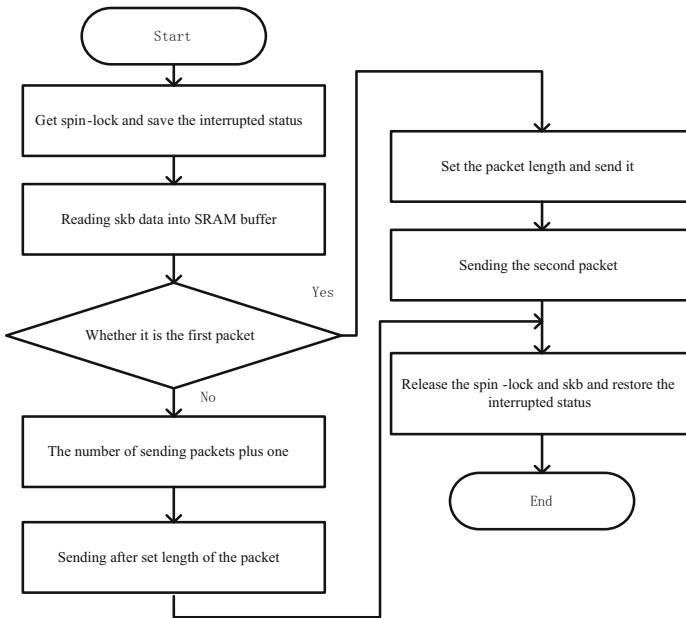 Start
Get spin-lock and save the interrupted status
Reading skb data into SRAM buffer
Whether it is the first packet
Yes
No
The number of sending packets plus one
Sending after set length of the packet
Set the packet length and send it
Sending the second packet
Release the spin -lock and skb and restore the
interrupted status
End